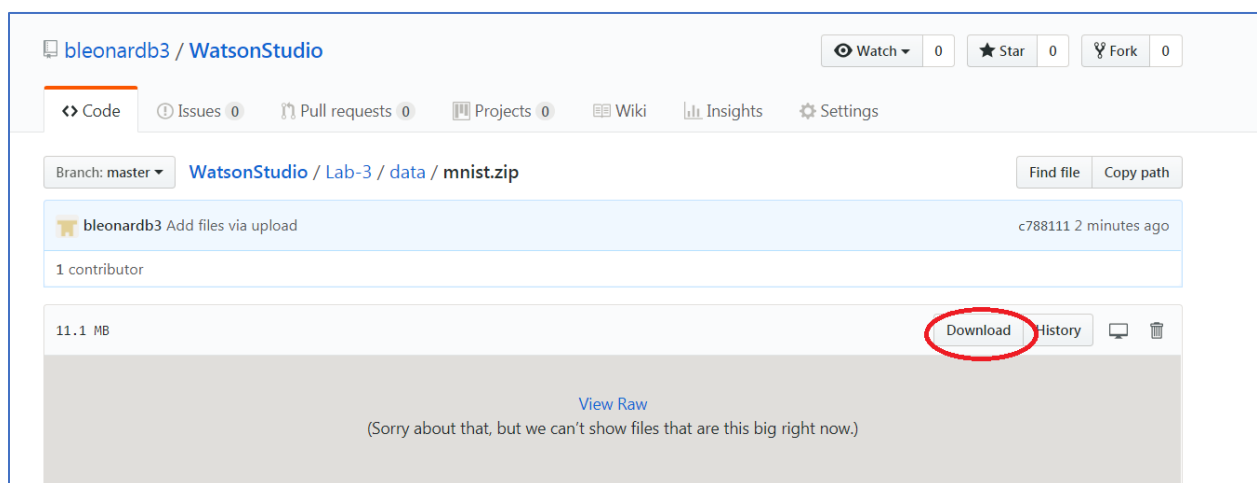 bleonardb3 / WatsonStudio
Watch 0 Star 0 Fork 0
Code Issues 0 Pull requests 0 Projects 0 Wiki Insights Settings
Branch: master WatsonStudio / Lab-3 / data / mnist.zip Find file Copy path
bleonardb3 Add files via upload c788111 2 minutes ago
1 contributor
11.1 MB Download History
View Raw
(Sorry about that, but we can't show files that are this big right now.)